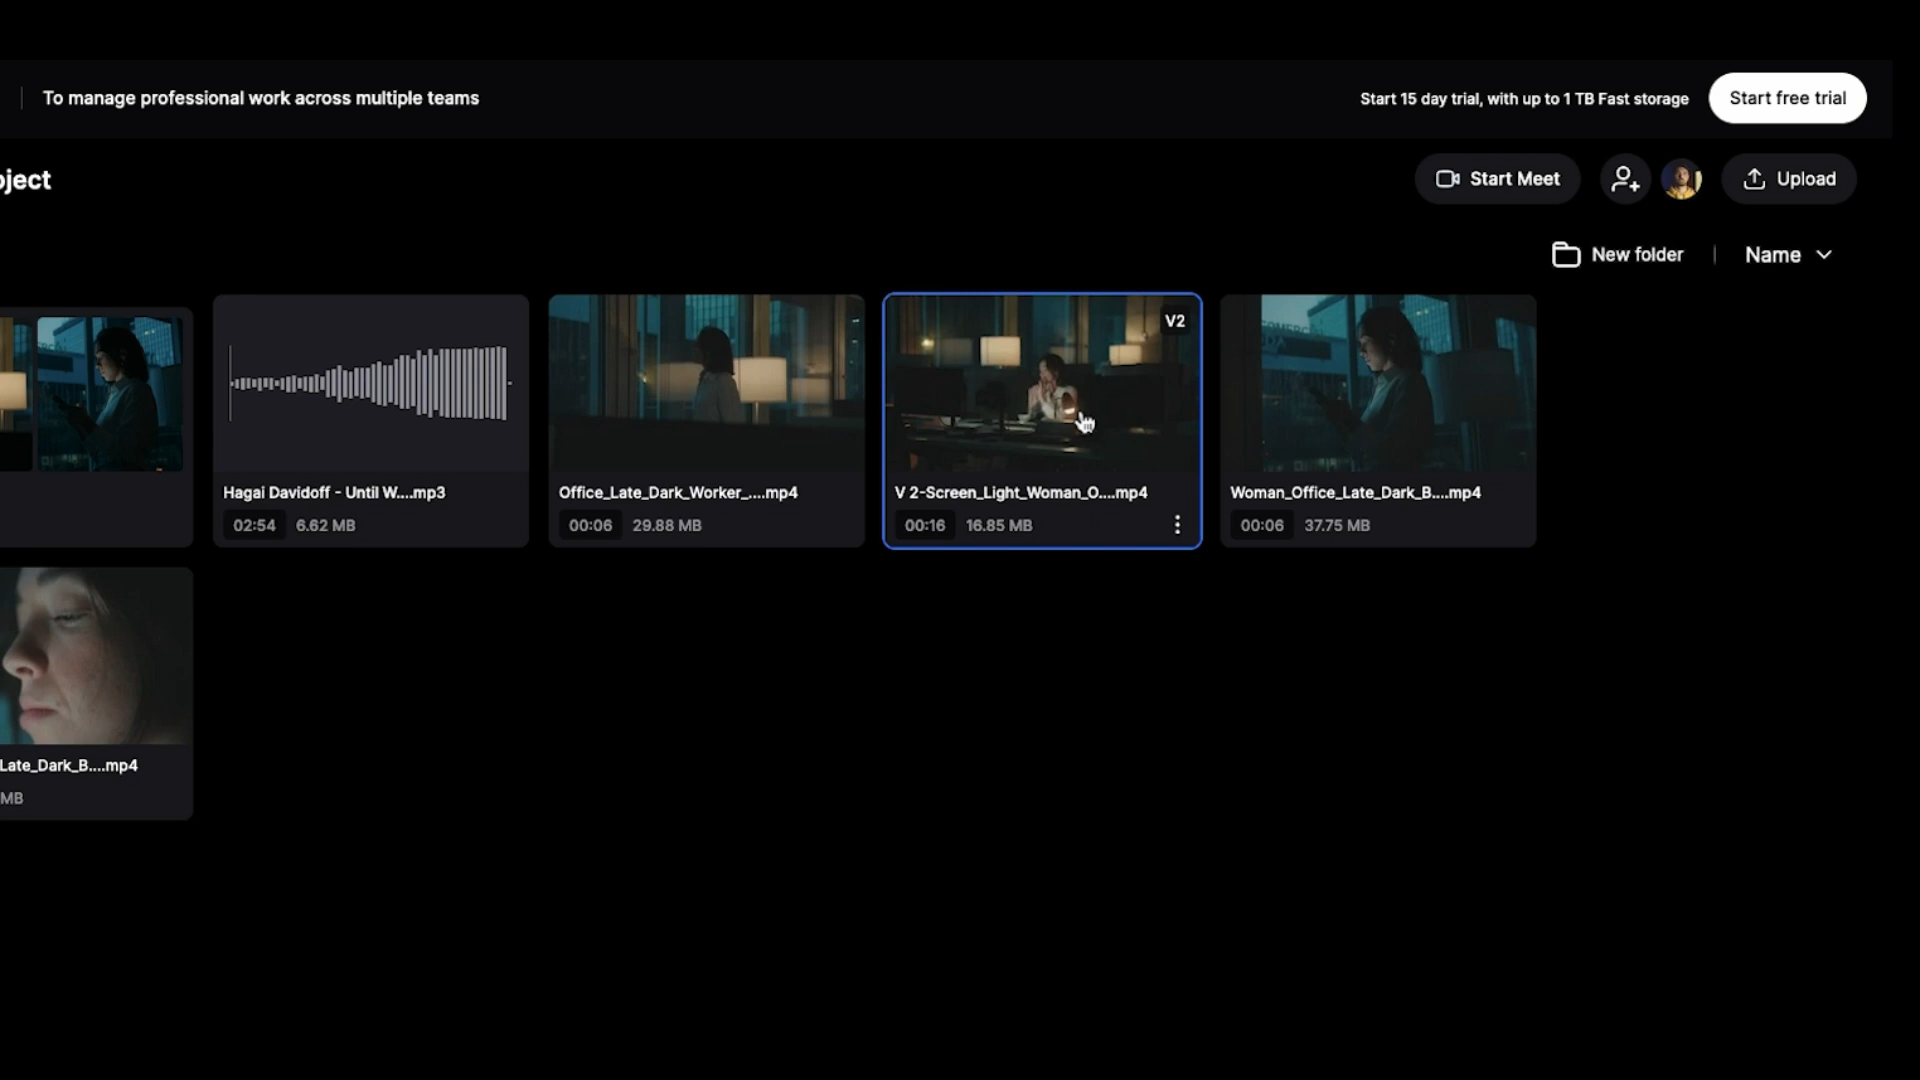 To manage professional work across multiple teams
Start 15 day trial, with up to 1 TB Fast storage
Start free trial
oject
Start Meet
Upload
New folder
Name
V2
Hagai Davidoff - Until W....mp3
02:54 6.62 MB
Office_Late_Dark_Worker_....mp4
00:06 29.88 MB
V 2-Screen_Light_Woman_O....mp4
00:16 16.85 MB
Woman_Office_Late_Dark_B....mp4
00:06 37.75 MB
Late_Dark_B....mp4
MB